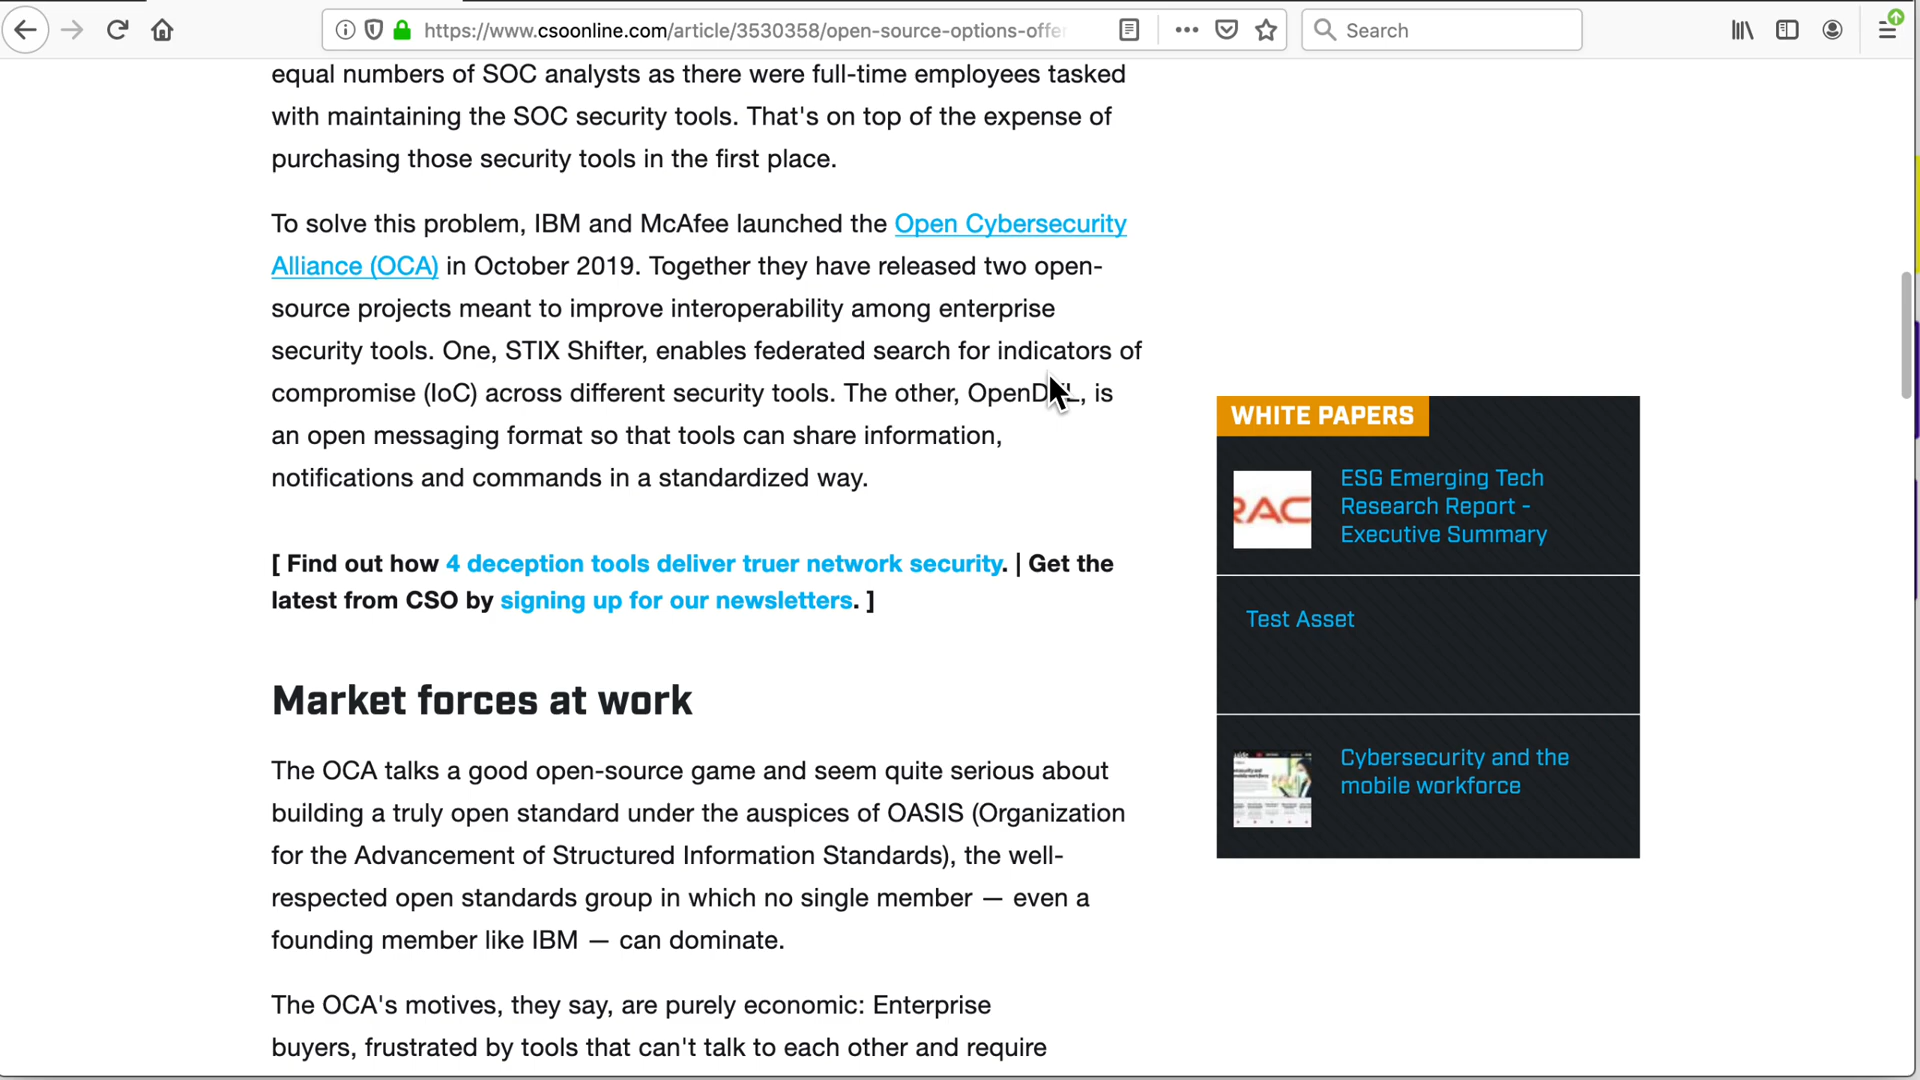 https://www.csoonline.com/article/3530358/open-source-options-offe
Search
equal numbers of SOC analysts as there were full-time employees tasked
with maintaining the SOC security tools. That's on top of the expense of
purchasing those security tools in the first place.
To solve this problem, IBM and McAfee launched the Open Cybersecurity
Alliance (OCA) in October 2019. Together they have released two open-
source projects meant to improve interoperability among enterprise
security tools. One, STIX Shifter, enables federated search for indicators of
compromise (IoC) across different security tools. The other, is
an open messaging format so that tools can share information,
notifications and commands in a standardized way.
[ Find out how 4 deception tools deliver truer network security. | Get the
latest from CSO by signing up for our newsletters. ]
Market forces at work
The OCA talks a good open-source game and seem quite serious about
building a truly open standard under the auspices of OASIS (Organization
for the Advancement of Structured Information Standards), the well-
respected open standards group in which no single member — even a
founding member like IBM — can dominate.
The OCA's motives, they say, are purely economic: Enterprise
buyers, frustrated by tools that can't talk to each other and require
WHITE PAPERS
RAC
ESG Emerging Tech
Research Report -
Executive Summary
Test Asset
Cybersecurity and the
mobile workforce